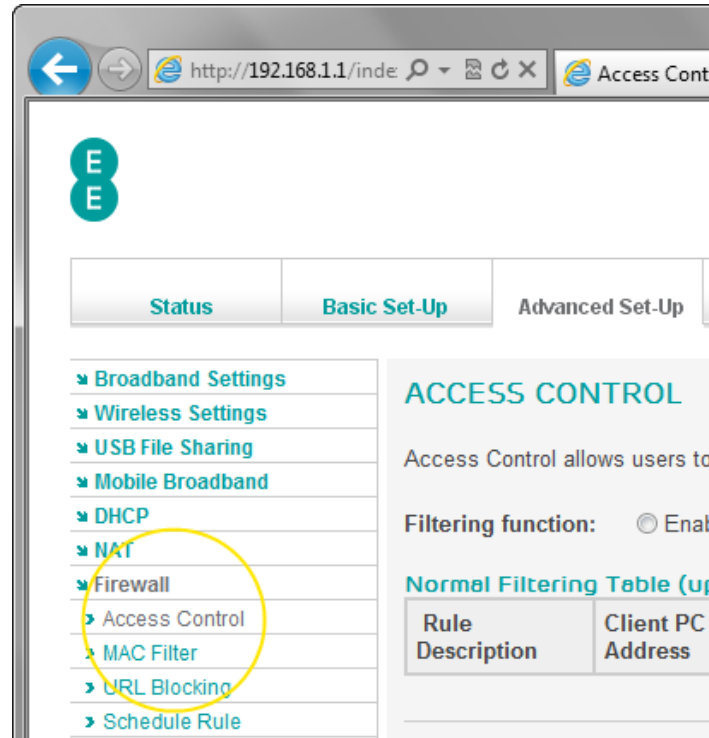 http://192.168.1.1/inde
Access Cont
E
E
Status
Basic Set-Up
Advanced Set-Up
Broadband Settings
Wireless Settings
USB File Sharing
Mobile Broadband
DHCP
NAT
Firewall
Access Control
MAC Filter
URL Blocking
Schedule Rule
ACCESS CONTROL
Access Control allows users to
Filtering function: Enab
Normal Filtering Table (up
Rule Description
Client PC Address